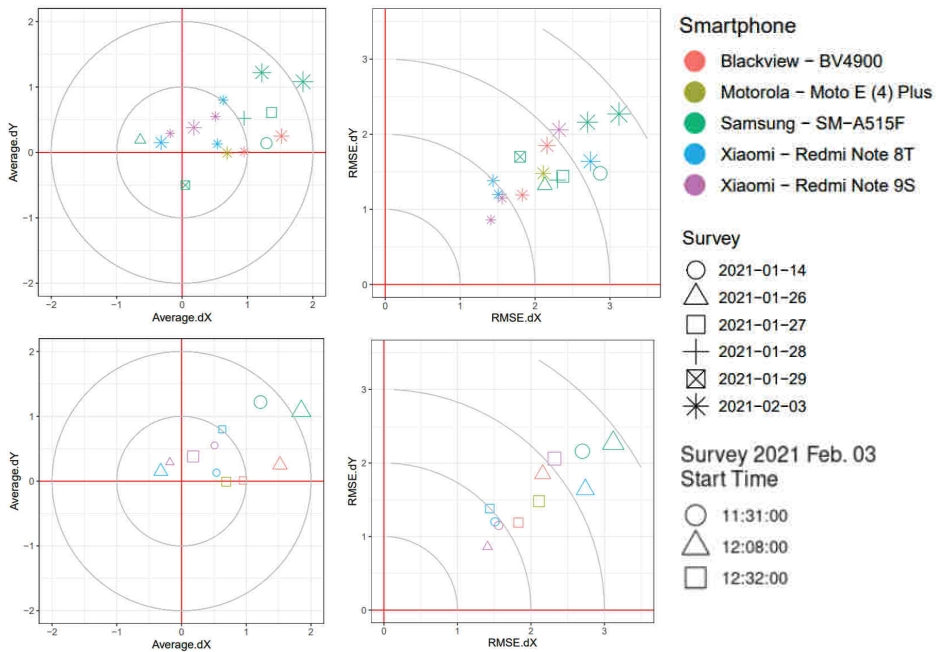 2
1
0
−1
−2
−2
−1
0
1
2
Average.dY
Average.dX
3
2
1
0
0
1
2
3
RMSE.dY
RMSE.dX
Smartphone
Blackview − BV4900
Motorola − Moto E (4) Plus
Samsung − SM−A515F
Xiaomi − Redmi Note 8T
Xiaomi − Redmi Note 9S
Survey
2021−01−14
2021−01−26
2021−01−27
2021−01−28
2021−01−29
2021−02−03
2
1
0
−1
−2
−2
−1
0
1
2
Average.dY
Average.dX
3
2
1
0
0
1
2
3
RMSE.dY
RMSE.dX
Survey 2021 Feb. 03
Start Time
11:31:00
12:08:00
12:32:00